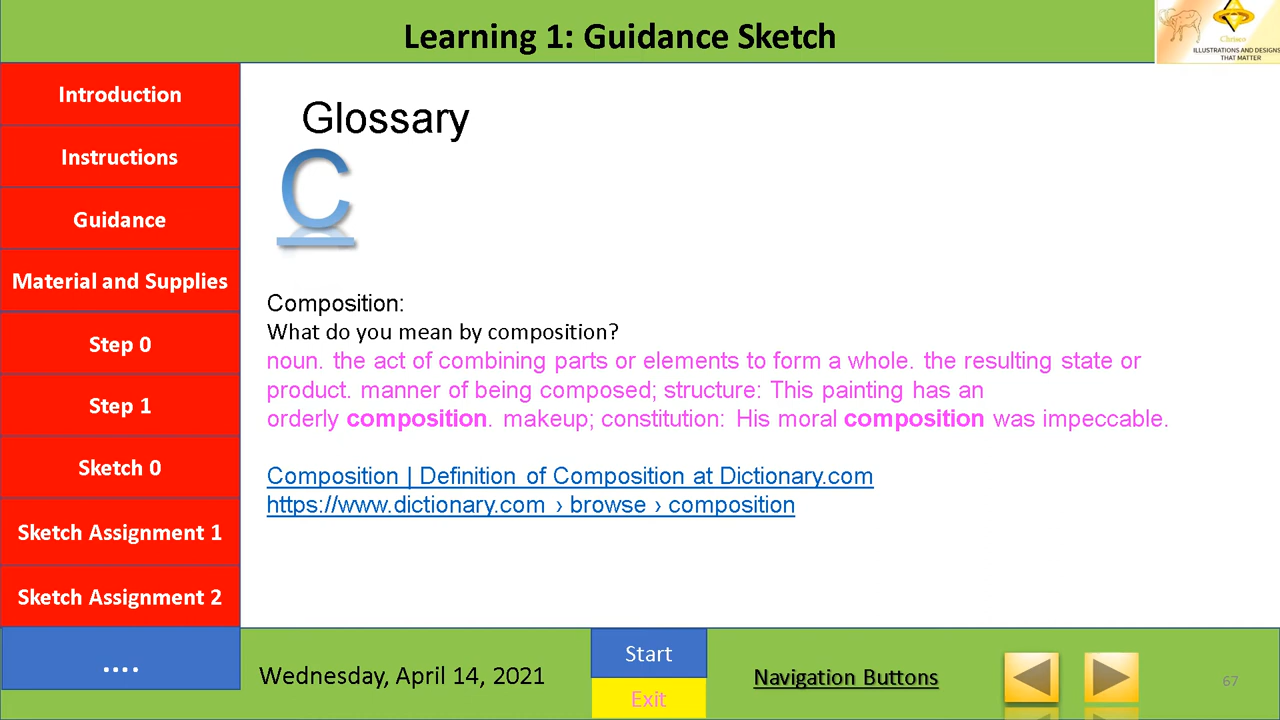 Learning 1: Guidance Sketch
Chrisco
ILLUSTRATIONS AND DESIGNS
THAT MATTER
Introduction
Instructions
Guidance
Material and Supplies
Step 0
Step 1
Sketch 0
Sketch Assignment 1
Sketch Assignment 2
....
Glossary
C
Composition:
What do you mean by composition?
noun. the act of combining parts or elements to form a whole. the resulting state or
product. manner of being composed; structure: This painting has an
orderly composition. makeup; constitution: His moral composition was impeccable.
Composition | Definition of Composition at Dictionary.com
https://www.dictionary.com › browse › composition
Wednesday, April 14, 2021
Start
Exit
Navigation Buttons
67